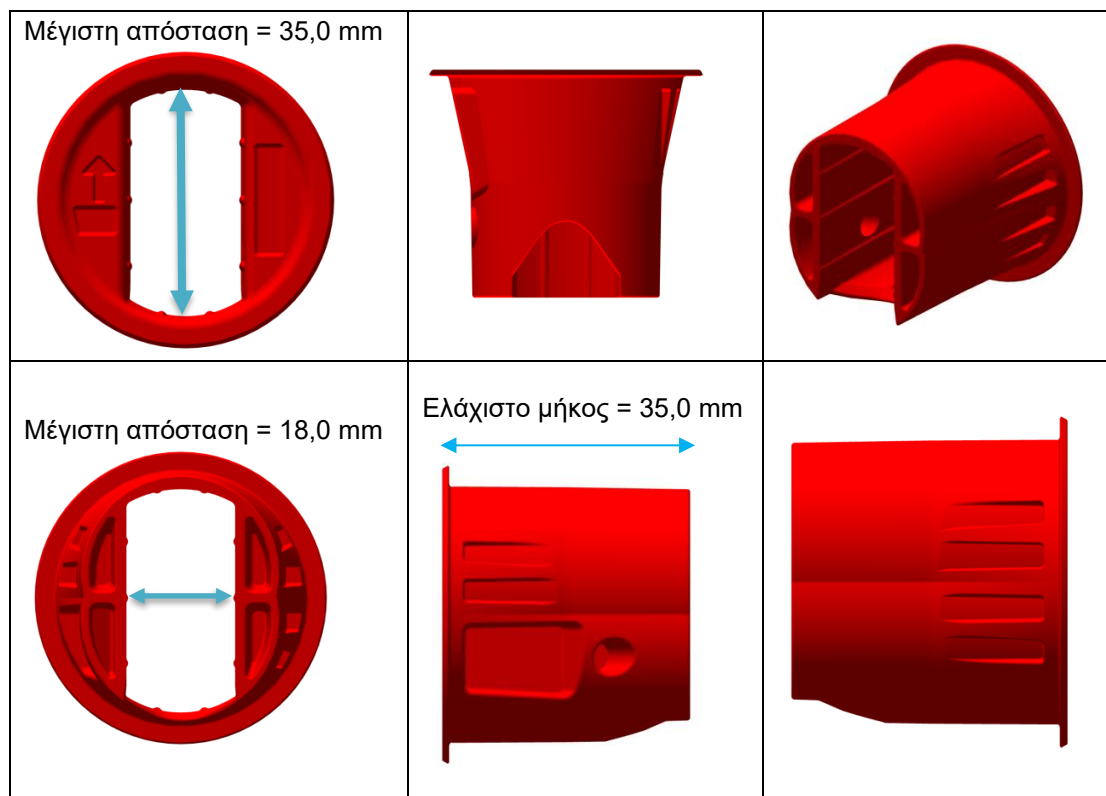 Μέγιστη απόσταση = 35,0 mm
Μέγιστη απόσταση = 18,0 mm
Ελάχιστο μήκος = 35,0 mm